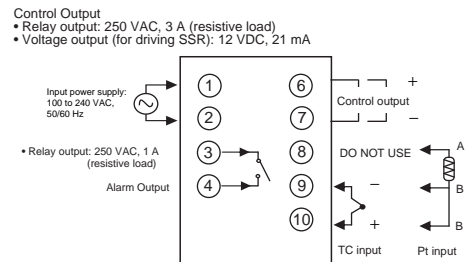 Control Output
• Relay output: 250 VAC, 3 A (resistive load)
• Voltage output (for driving SSR): 12 VDC, 21 mA
Input power supply:
100 to 240 VAC,
50/60 Hz
1
2
• Relay output: 250 VAC, 1 A
(resistive load)
Alarm Output
3
4
6
7
8
9
10
+
Control output
−
DO NOT USE
A
−
B
+
B
TC input
Pt input